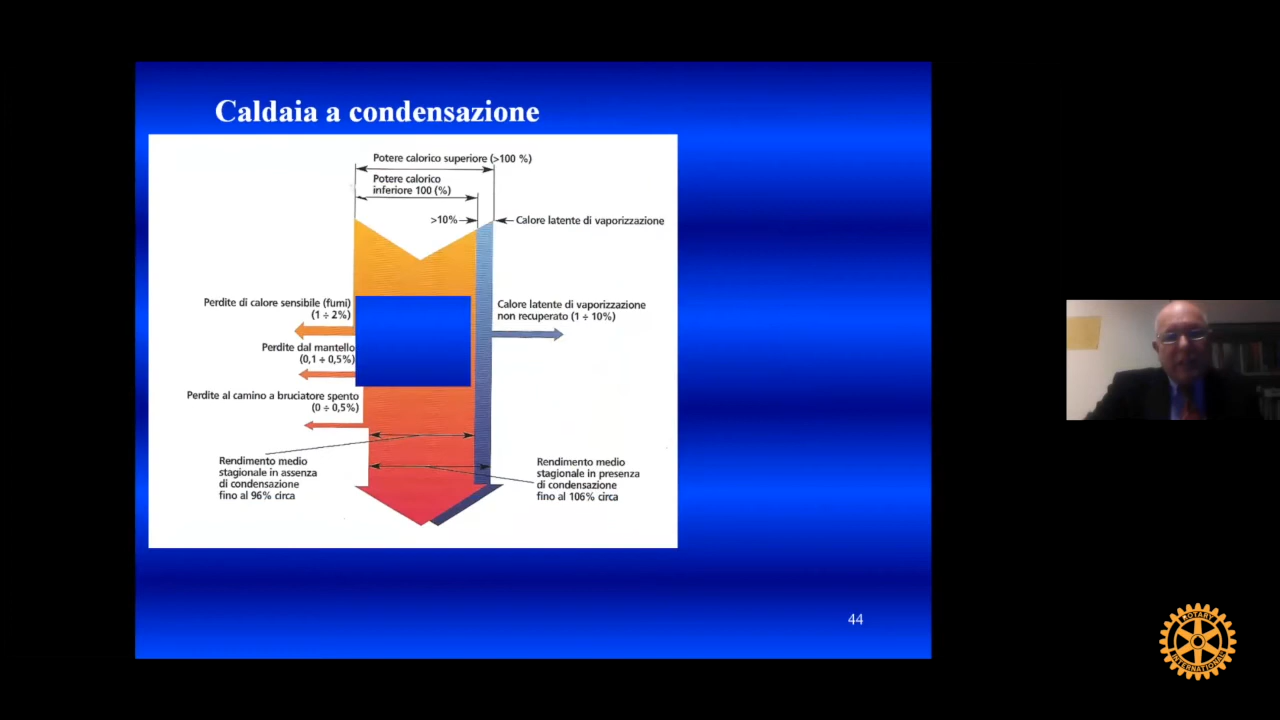 Caldaia a condensazione
Potere calorico superiore (>100 %)
Potere calorico
inferiore 100 (%)
>10%
Calore latente di vaporizzazione
Perdite di calore sensibile (fumi)
(1 ÷ 2%)
Calore latente di vaporizzazione
non recuperato (1 ÷ 10%)
Perdite dal mantello
(0,1 ÷ 0,5%)
Perdite al camino a bruciatore spento
(0 ÷ 0,5%)
Rendimento medio
stagionale in assenza
di condensazione
fino al 96% circa
Rendimento medio
stagionale in presenza
di condensazione
fino al 106% circa
44
ROTARY
INTERNATIONAL